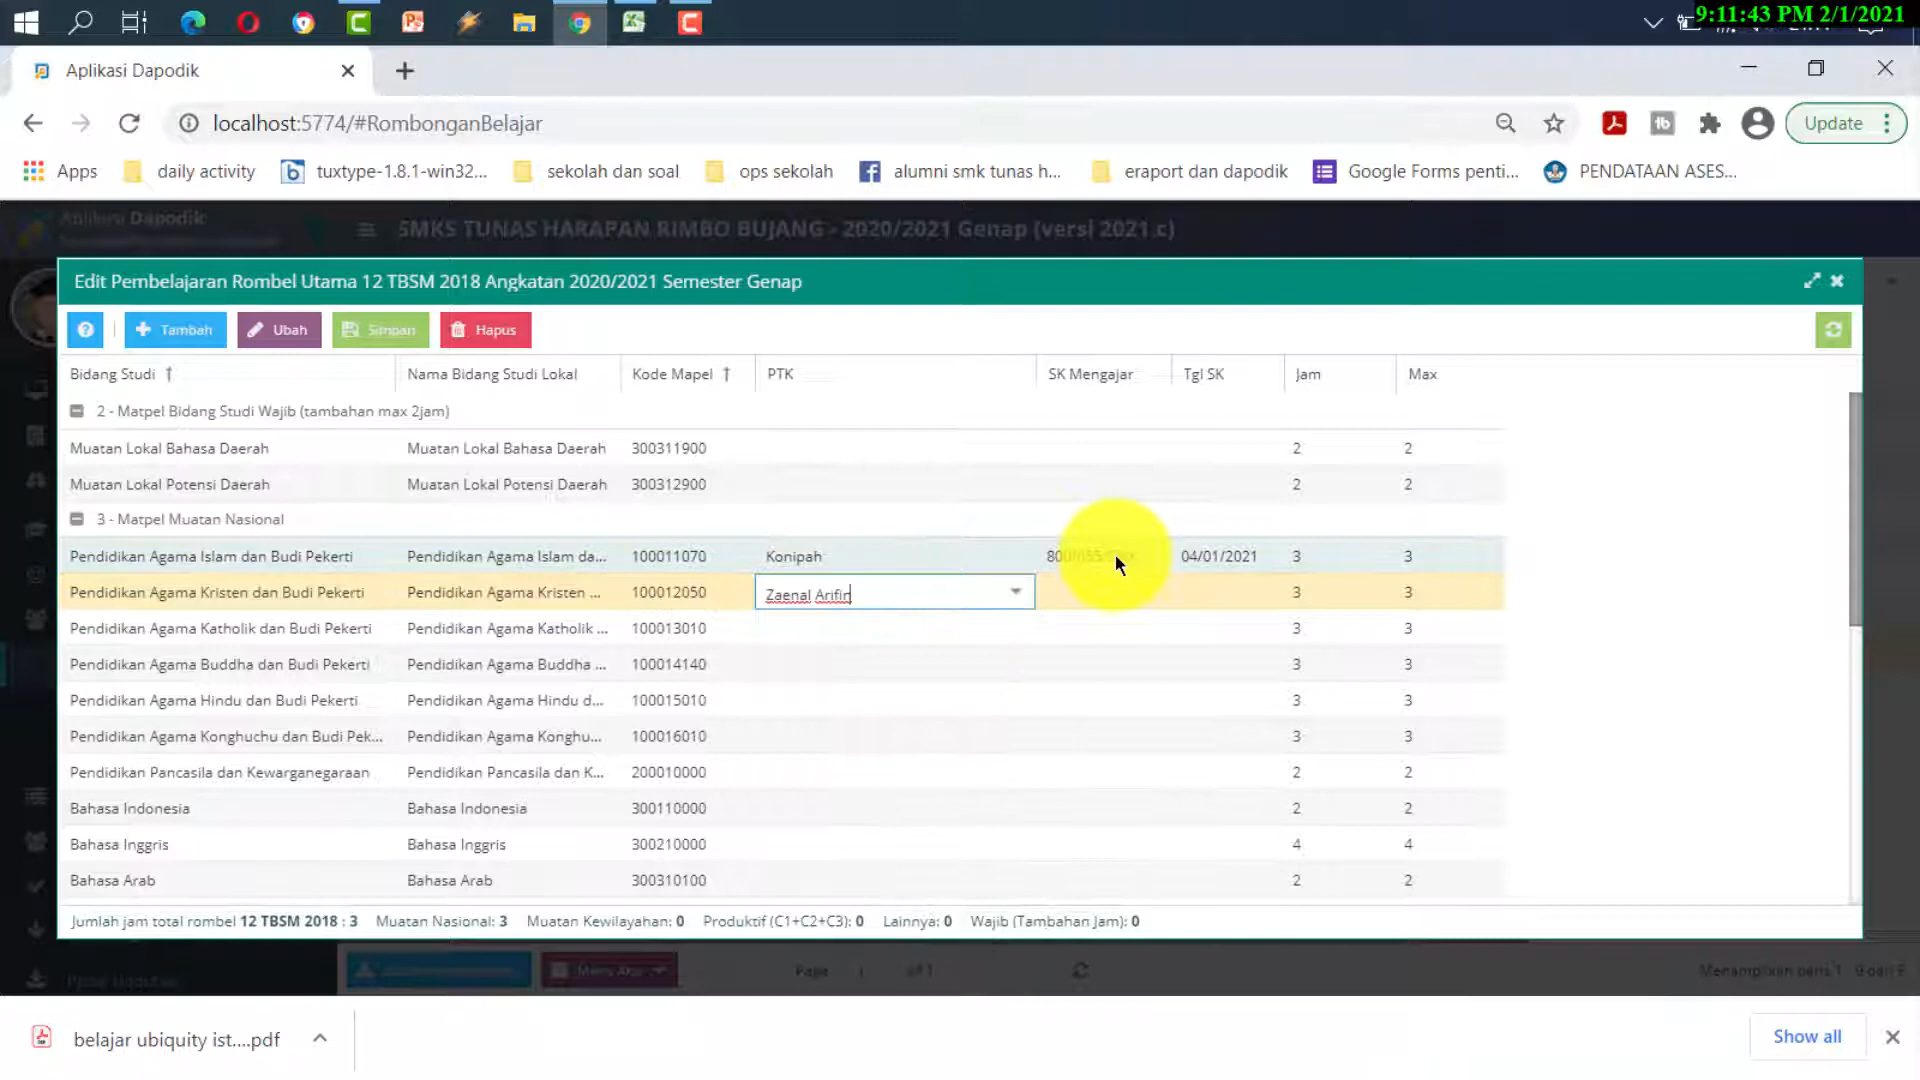 9:11:43 PM 2/1/2021
Aplikasi Dapodik
localhost:5774/#RombonganBelajar
Update
Apps
daily activity
tuxtype-1.8.1-win32...
sekolah dan soal
ops sekolah
alumni smk tunas h...
eraport dan dapodik
Google Forms penti...
PENDATAAN ASES...
Aplikasi Dapodik
SMKS TUNAS HARAPAN RIMBO BUJANG - 2020/2021 Genap (versi 2021.c)
Edit Pembelajaran Rombel Utama 12 TBSM 2018 Angkatan 2020/2021 Semester Genap
Tambah Ubah Simpan Hapus
Bidang Studi Nama Bidang Studi Lokal Kode Mapel PTK SK Mengajar Tgl SK Jam Max
2 - Matpel Bidang Studi Wajib (tambahan max 2jam)
Muatan Lokal Bahasa Daerah Muatan Lokal Bahasa Daerah 300311900 2 2
Muatan Lokal Potensi Daerah Muatan Lokal Potensi Daerah 300312900 2 2
3 - Matpel Muatan Nasional
Pendidikan Agama Islam dan Budi Pekerti Pendidikan Agama Islam da... 100011070 Konipah 04/01/2021 3 3
Pendidikan Agama Kristen dan Budi Pekerti Pendidikan Agama Kristen ... 100012050 Zaenal Arifin 3 3
Pendidikan Agama Katholik dan Budi Pekerti Pendidikan Agama Katholik ... 100013010 3 3
Pendidikan Agama Buddha dan Budi Pekerti Pendidikan Agama Buddha ... 100014140 3 3
Pendidikan Agama Hindu dan Budi Pekerti Pendidikan Agama Hindu d... 100015010 3 3
Pendidikan Agama Konghuchu dan Budi Pek... Pendidikan Agama Konghu... 100016010 3 3
Pendidikan Pancasila dan Kewarganegaraan Pendidikan Pancasila dan K... 200010000 2 2
Bahasa Indonesia Bahasa Indonesia 300110000 2 2
Bahasa Inggris Bahasa Inggris 300210000 4 4
Bahasa Arab Bahasa Arab 300310100 2 2
Jumlah jam total rombel 12 TBSM 2018 : 3 Muatan Nasional: 3 Muatan Kewilayahan: 0 Produktif (C1+C2+C3): 0 Lainnya: 0 Wajib (Tambahan Jam): 0
Page 1 of 1
belajar ubiquity ist....pdf
Show all